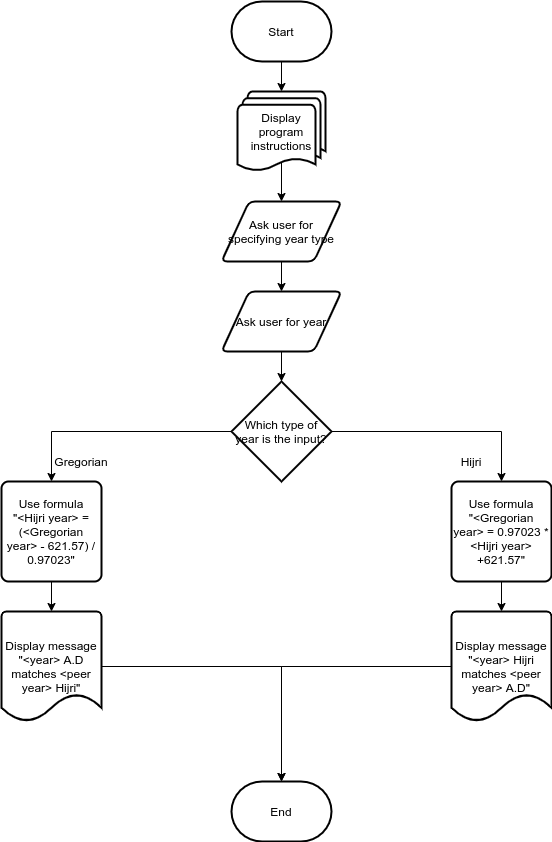 Start
Display
program
instructions
Ask user for
specifying year type
Ask user for year
Which type of
year is the input?
Gregorian
Hijri
Use formula
"<Hijri year> =
(<Gregorian
year> - 621.57) /
0.97023"
Use formula
"<Gregorian
year> = 0.97023 *
<Hijri year>
+621.57"
Display message
"<year> A.D
matches <peer
year> Hijri"
Display message
"<year> Hijri
matches <peer
year> A.D"
End